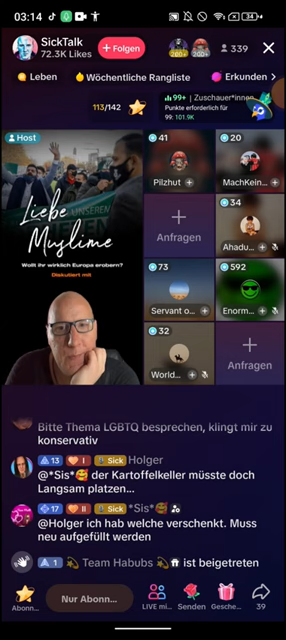 03:14
34
SickTalk
72.3K Likes
+ Folgen
200+
200+
339
Leben
Wöchentliche Rangliste
Erkunden
113/142
99+ | Zuschauer*innen
Punkte erforderlich für
99: 101.9K
Host
Liebe
Muslime
Wollt ihr wirklich Europa erobern?
Diskutiert mit
41
Pilzhut
20
MachKein...
Anfragen
34
Ahadu...
73
Servant o...
592
Enorm...
32
World...
Anfragen
Bitte Thema LGBTQ besprechen, klingt mir zu
konservativ
13 I Sick Holger
@*Sis*🥰 der Kartoffelkeller müsste doch
Langsam platzen...
17 II Sick *Sis*🥰
@Holger ich hab welche verschenkt. Muss
neu aufgefüllt werden
1 Team Habubs ist beigetreten
Abonn...
Nur Abonn...
LIVE mi...
Senden
Gesche...
39